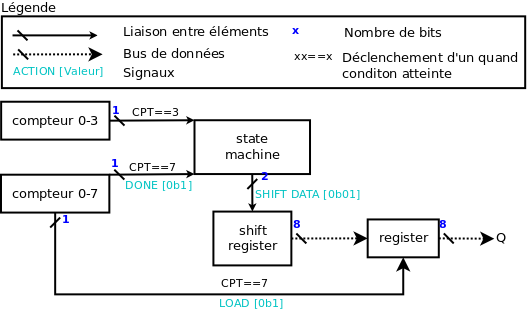 Légende
Liaison entre éléments
x
Nombre de bits
Bus de données
xx==x
Déclenchement d'un quand
conditon atteinte
ACTION [Valeur]
Signaux
compteur 0-3
1
CPT==3
state
machine
compteur 0-7
1
CPT==7
DONE [0b1]
2
SHIFT DATA [0b01]
1
shift
register
8
register
8
Q
CPT==7
LOAD [0b1]